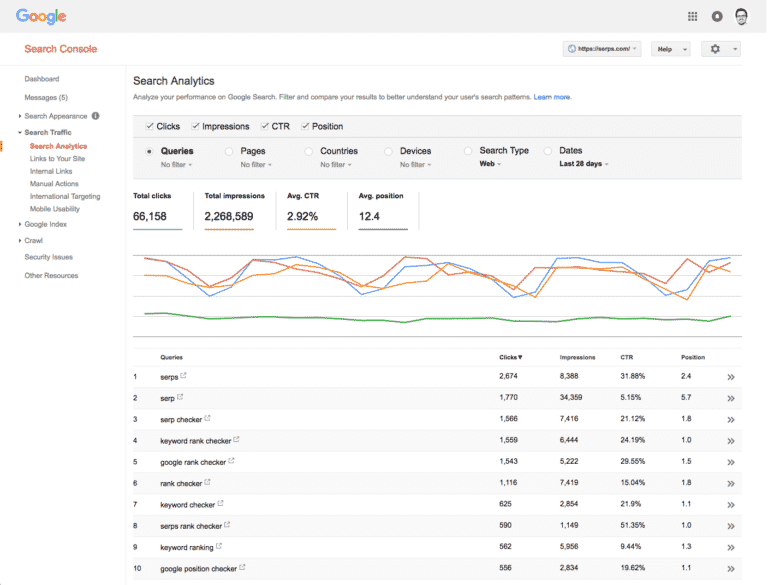 Google
Search Console
https://serps.com/
Help
Dashboard
Messages (5)
Search Appearance
Search Traffic
Search Analytics
Links to Your Site
Internal Links
Manual Actions
International Targeting
Mobile Usability
Google Index
Crawl
Security Issues
Other Resources
Search Analytics
Analyze your performance on Google Search. Filter and compare your results to better understand your user's search patterns. Learn more.
Clicks Impressions CTR Position
Queries Pages Countries Devices Search Type Dates
No filter No filter No filter No filter Web Last 28 days
Total clicks Total impressions Avg. CTR Avg. position
66,158 2,268,589 2.92% 12.4
Queries Clicks▼ Impressions CTR Position
1 serps 2,674 8,388 31.88% 2.4 »
2 serp 1,770 34,359 5.15% 5.7 »
3 serp checker 1,566 7,416 21.12% 1.8 »
4 keyword rank checker 1,559 6,444 24.19% 1.0 »
5 google rank checker 1,543 5,222 29.55% 1.5 »
6 rank checker 1,116 7,419 15.04% 1.8 »
7 keyword checker 625 2,854 21.9% 1.1 »
8 serps rank checker 590 1,149 51.35% 1.0 »
9 keyword ranking 562 5,956 9.44% 1.3 »
10 google position checker 556 2,834 19.62% 1.1 »